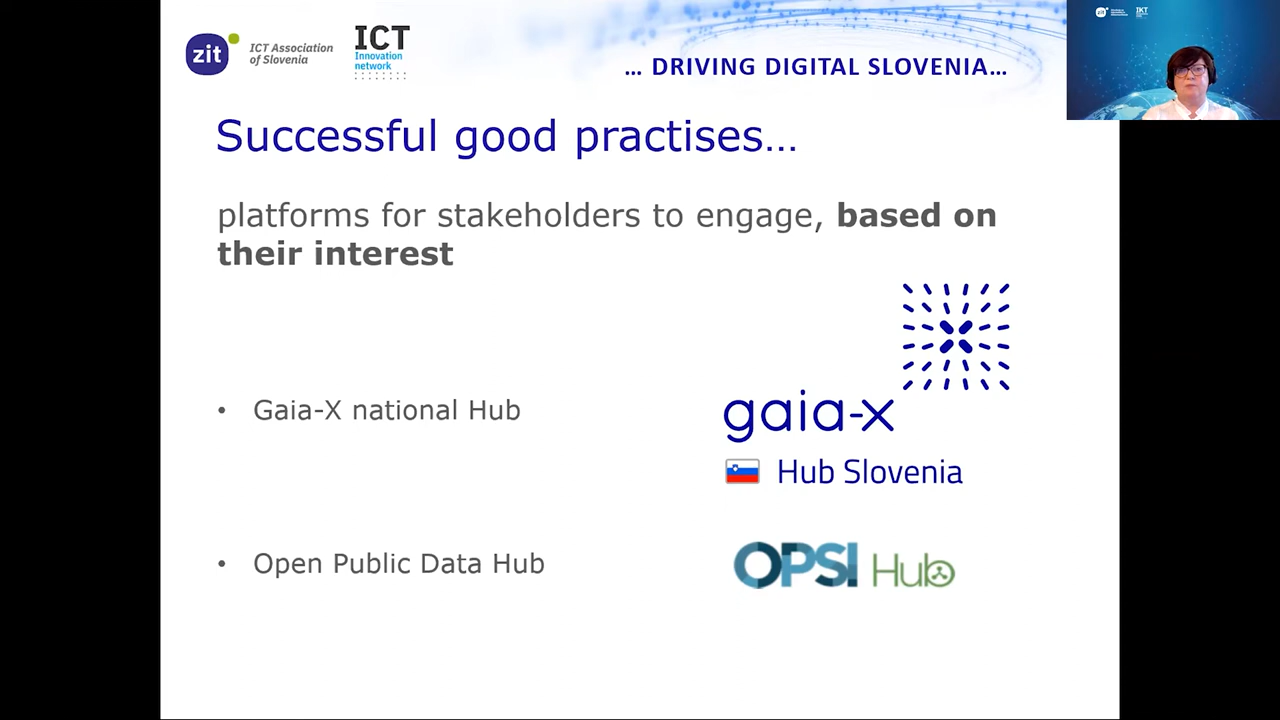 zit
ICT Association
of Slovenia
ICT
Innovation
network
... DRIVING DIGITAL SLOVENIA...
Successful good practises...
platforms for stakeholders to engage, based on
their interest
• Gaia-X national Hub
gaia-x
Hub Slovenia
• Open Public Data Hub
OPSI Hub